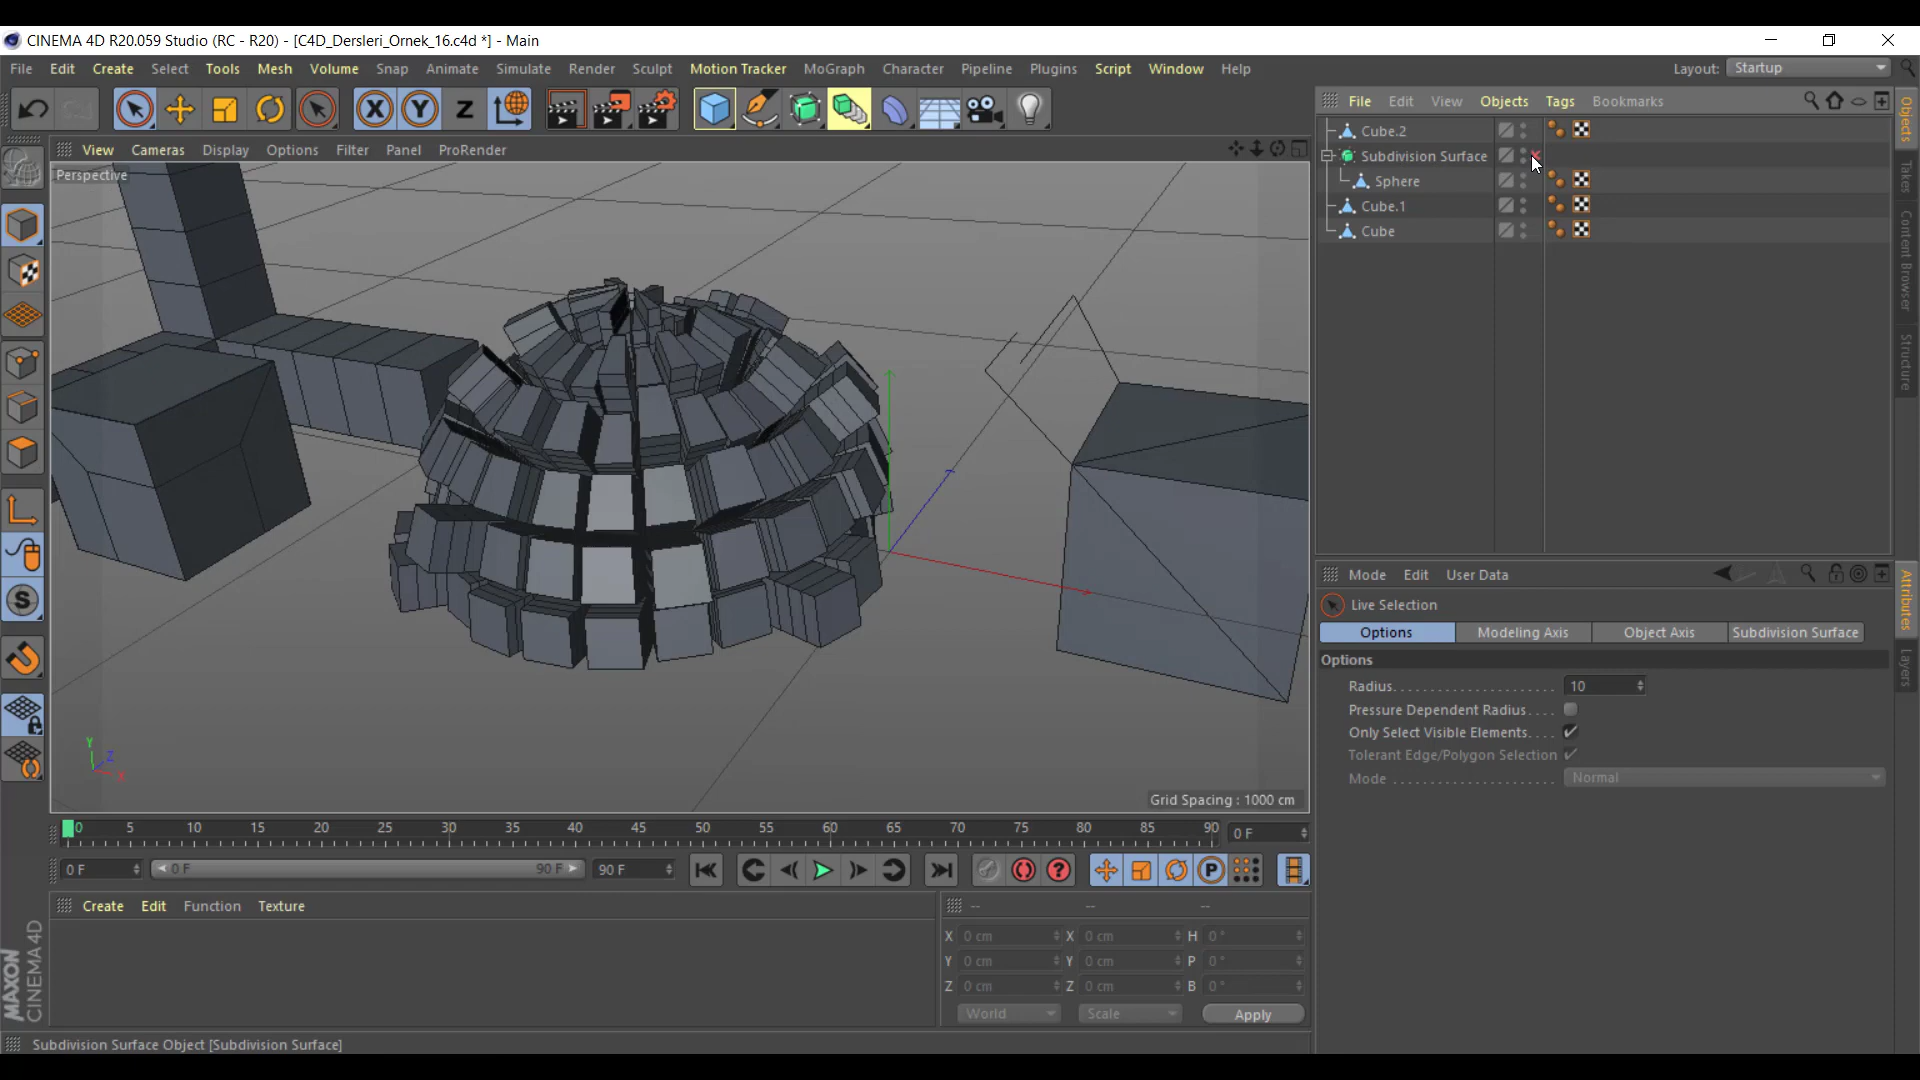 CINEMA 4D R20.059 Studio (RC - R20) - [C4D_Dersleri_Ornek_16.c4d *] - Main
File Edit Create Select Tools Mesh Volume Snap Animate Simulate Render Sculpt Motion Tracker MoGraph Character Pipeline Plugins Script Window Help Layout: Startup
X Y Z
File Edit View Objects Tags Bookmarks
View Cameras Display Options Filter Panel ProRender
Perspective
Cube.2
Subdivision Surface
Sphere
Cube.1
Cube
Objects
Takes
Content Browser
Structure
Mode Edit User Data
Live Selection
Options Modeling Axis Object Axis Subdivision Surface
Options
Radius 10
Pressure Dependent Radius
Only Select Visible Elements
Tolerant Edge/Polygon Selection
Mode Normal
Attributes
Layers
S
Y Z X
Grid Spacing : 1000 cm
0 5 10 15 20 25 30 35 40 45 50 55 60 65 70 75 80 85 90 0 F
0 F 0 F 90 F 90 F ? P
Create Edit Function Texture
-- -- --
X 0 cm X 0 cm H 0 °
Y 0 cm Y 0 cm P 0 °
Z 0 cm Z 0 cm B 0 °
World Scale Apply
MAXON
CINEMA 4D
Subdivision Surface Object [Subdivision Surface]